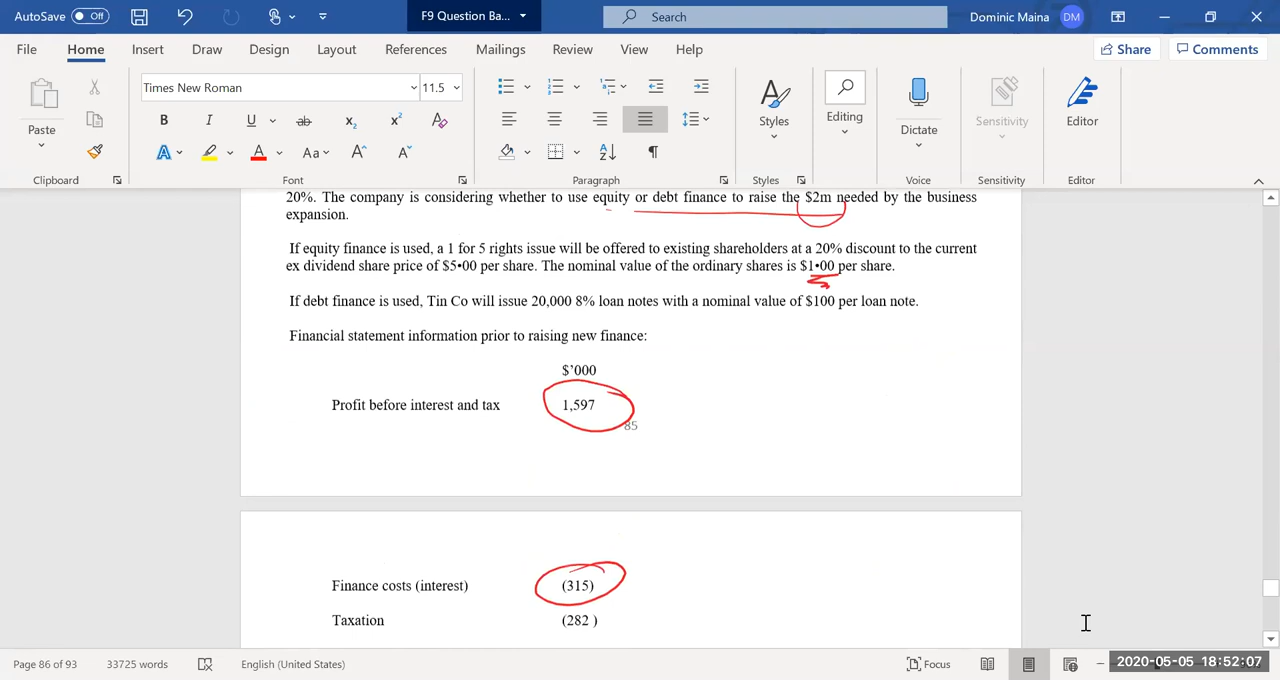 AutoSave Off F9 Question Ba... Search Dominic Maina DM
File Home Insert Draw Design Layout References Mailings Review View Help Share Comments
Times New Roman 11.5
B I U ab x2 x2 A
A A Aa A A
Paste Styles Editing Dictate Sensitivity Editor
Clipboard Font Paragraph Styles Voice Sensitivity Editor
20%. The company is considering whether to use equity or debt finance to raise the $2m needed by the business
expansion.
If equity finance is used, a 1 for 5 rights issue will be offered to existing shareholders at a 20% discount to the current
ex dividend share price of $5•00 per share. The nominal value of the ordinary shares is $1•00 per share.
If debt finance is used, Tin Co will issue 20,000 8% loan notes with a nominal value of $100 per loan note.
Financial statement information prior to raising new finance:
$'000
Profit before interest and tax 1,597
85
Finance costs (interest) (315)
Taxation (282 )
Page 86 of 93 33725 words English (United States) Focus 2020-05-05 18:52:07